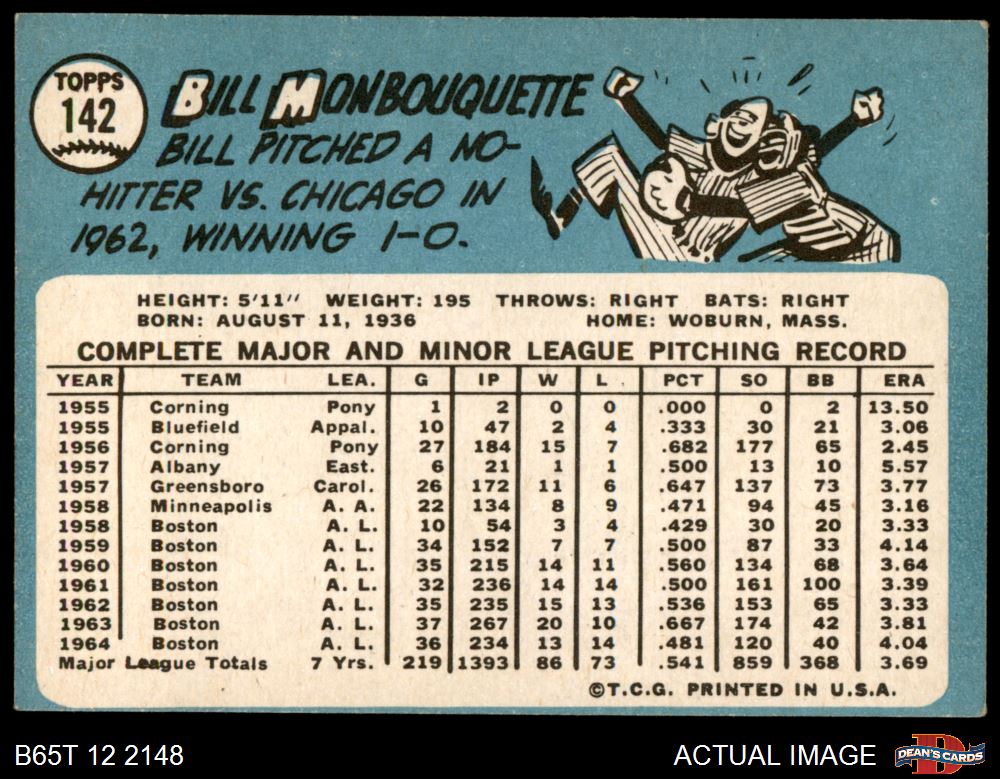 TOPPS
142
BILL MONBOUQUETTE
BILL PITCHED A NO-
HITTER VS. CHICAGO IN
1962, WINNING 1-0.
HEIGHT: 5'11" WEIGHT: 195 THROWS: RIGHT BATS: RIGHT
BORN: AUGUST 11, 1936 HOME: WOBURN, MASS.
COMPLETE MAJOR AND MINOR LEAGUE PITCHING RECORD
YEAR TEAM LEA. G IP W L PCT SO BB ERA
1955 Corning Pony 1 2 0 0 .000 0 2 13.50
1955 Bluefield Appal. 10 47 2 4 .333 30 21 3.06
1956 Corning Pony 27 184 15 7 .682 177 65 2.45
1957 Albany East. 6 21 1 1 .500 13 10 5.57
1957 Greensboro Carol. 26 172 11 6 .647 137 73 3.77
1958 Minneapolis A. A. 22 134 8 9 .471 94 45 3.16
1958 Boston A. L. 10 54 3 4 .429 30 20 3.33
1959 Boston A. L. 34 152 7 7 .500 87 33 4.14
1960 Boston A. L. 35 215 14 11 .560 134 68 3.64
1961 Boston A. L. 32 236 14 14 .500 161 100 3.39
1962 Boston A. L. 35 235 15 13 .536 153 65 3.33
1963 Boston A. L. 37 267 20 10 .667 174 42 3.81
1964 Boston A. L. 36 234 13 14 .481 120 40 4.04
Major League Totals 7 Yrs. 219 1393 86 73 .541 859 368 3.69
©T.C.G. PRINTED IN U.S.A.
B65T 12 2148 ACTUAL IMAGE DEAN'S CARDS